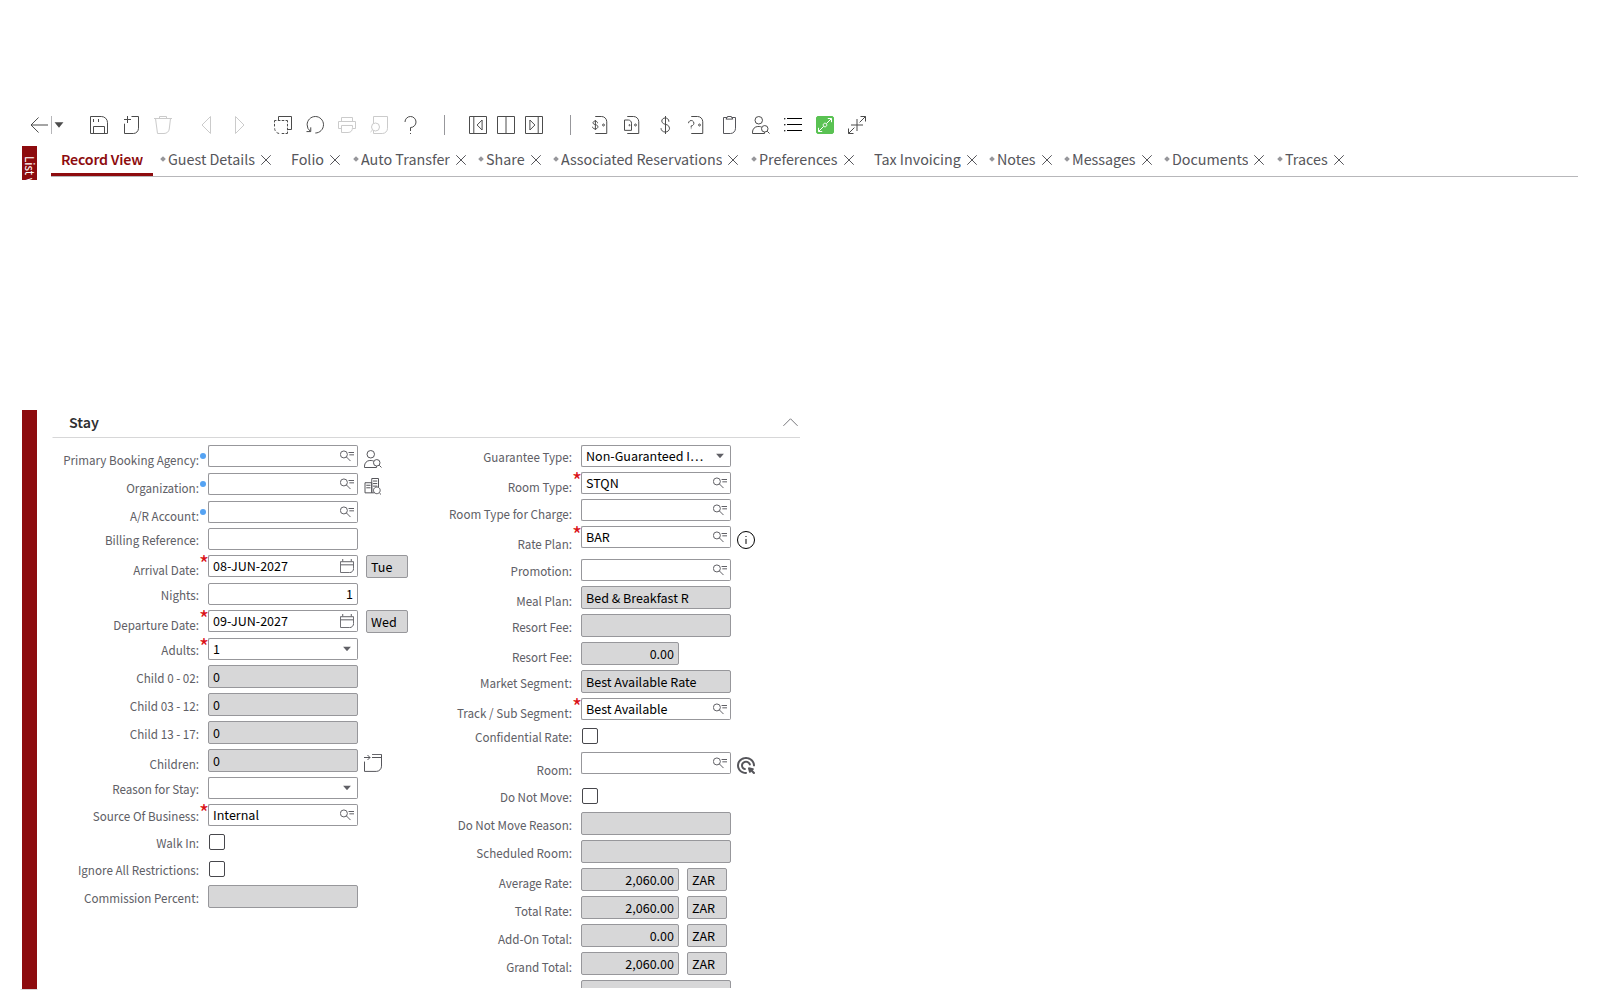 List
Record View
Guest Details
Folio
Auto Transfer
Share
Associated Reservations
Preferences
Tax Invoicing
Notes
Messages
Documents
Traces
Stay
Primary Booking Agency:
Organization:
A/R Account:
Billing Reference:
*Arrival Date: 08-JUN-2027 Tue
Nights: 1
*Departure Date: 09-JUN-2027 Wed
*Adults: 1
Child 0 - 02: 0
Child 03 - 12: 0
Child 13 - 17: 0
Children: 0
Reason for Stay:
*Source Of Business: Internal
Walk In:
Ignore All Restrictions:
Commission Percent:
Guarantee Type: Non-Guaranteed I...
*Room Type: STQN
Room Type for Charge:
*Rate Plan: BAR
Promotion:
Meal Plan: Bed & Breakfast R
Resort Fee:
Resort Fee: 0.00
Market Segment: Best Available Rate
*Track / Sub Segment: Best Available
Confidential Rate:
Room:
Do Not Move:
Do Not Move Reason:
Scheduled Room:
Average Rate: 2,060.00 ZAR
Total Rate: 2,060.00 ZAR
Add-On Total: 0.00 ZAR
Grand Total: 2,060.00 ZAR